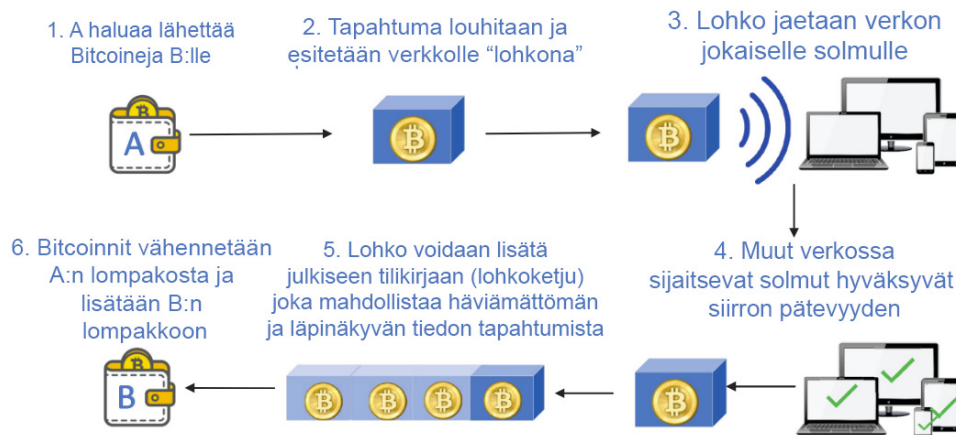 1. A haluaa lähettää
Bitcoineja B:lle
2. Tapahtuma louhitaan ja
esitetään verkkolle “lohkona”
3. Lohko jaetaan verkon
jokaiselle solmulle
A
4. Muut verkossa
sijaitsevat solmut hyväksyvät
siirron pätevyyden
5. Lohko voidaan lisätä
julkiseen tilikirjaan (lohkoketju)
joka mahdollistaa häviämättömän
ja läpinäkyvän tiedon tapahtumista
6. Bitcoinnit vähennetään
A:n lompakosta ja
lisätään B:n
lompakkoon
B